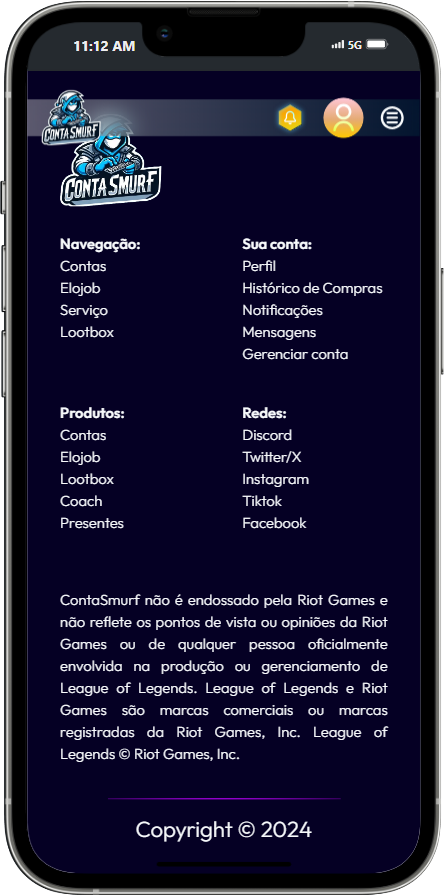 11:12 AM
5G
CONTA SMURF
CONTA SMURF
Navegação:
Contas
Elojob
Serviço
Lootbox
Sua conta:
Perfil
Histórico de Compras
Notificações
Mensagens
Gerenciar conta
Produtos:
Contas
Elojob
Lootbox
Coach
Presentes
Redes:
Discord
Twitter/X
Instagram
Tiktok
Facebook
ContaSmurf não é endossado pela Riot Games e
não reflete os pontos de vista ou opiniões da Riot
Games ou de qualquer pessoa oficialmente
envolvida na produção ou gerenciamento de
League of Legends. League of Legends e Riot
Games são marcas comerciais ou marcas
registradas da Riot Games, Inc. League of
Legends © Riot Games, Inc.
Copyright © 2024